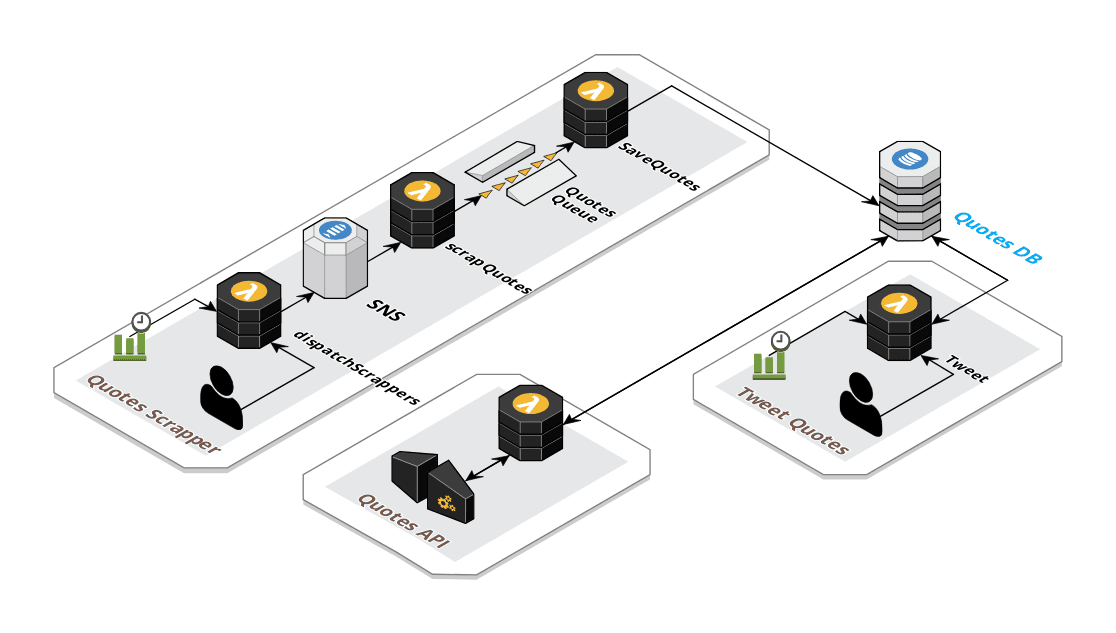 SaveQuotes
Quotes
Queue
scrapQuotes
SNS
dispatchScrappers
Quotes Scrapper
Quotes DB
Tweet
Tweet Quotes
Quotes API